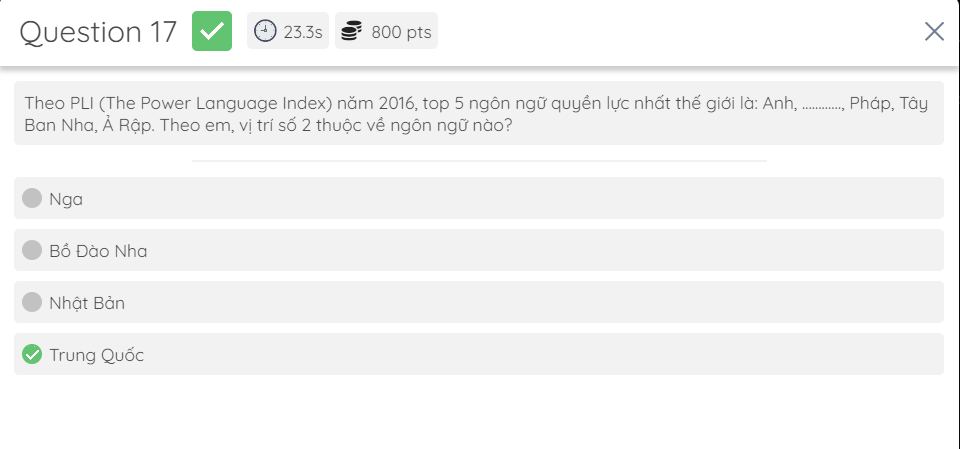 Question 17
23.3s
800 pts
Theo PLI (The Power Language Index) năm 2016, top 5 ngôn ngữ quyền lực nhất thế giới là: Anh, ............, Pháp, Tây
Ban Nha, Ả Rập. Theo em, vị trí số 2 thuộc về ngôn ngữ nào?
Nga
Bồ Đào Nha
Nhật Bản
Trung Quốc